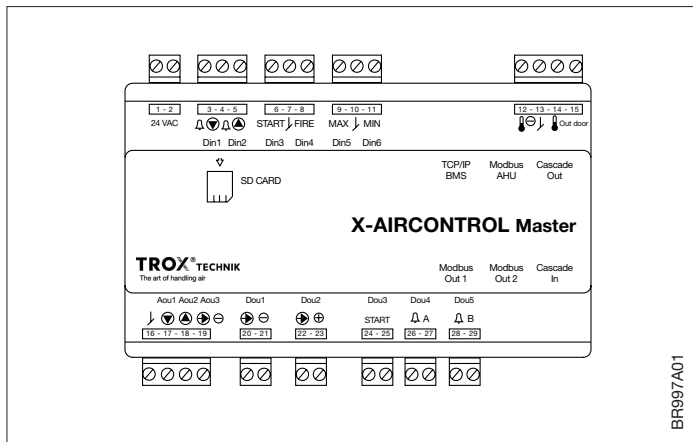 1 - 2 3 - 4 - 5 6 - 7 - 8 9 - 10 - 11 12 - 13 - 14 - 15
24 VAC START FIRE MAX MIN Out door
Din1 Din2 Din3 Din4 Din5 Din6
SD CARD
TCP/IP BMS
Modbus AHU
Cascade Out
X-AIRCONTROL Master
TROX® TECHNIK
The art of handling air
Modbus Out 1
Modbus Out 2
Cascade In
Aou1 Aou2 Aou3 Dou1 Dou2 Dou3 Dou4 Dou5
START A B
16 - 17 - 18 - 19 20 - 21 22 - 23 24 - 25 26 - 27 28 - 29
BR997A01